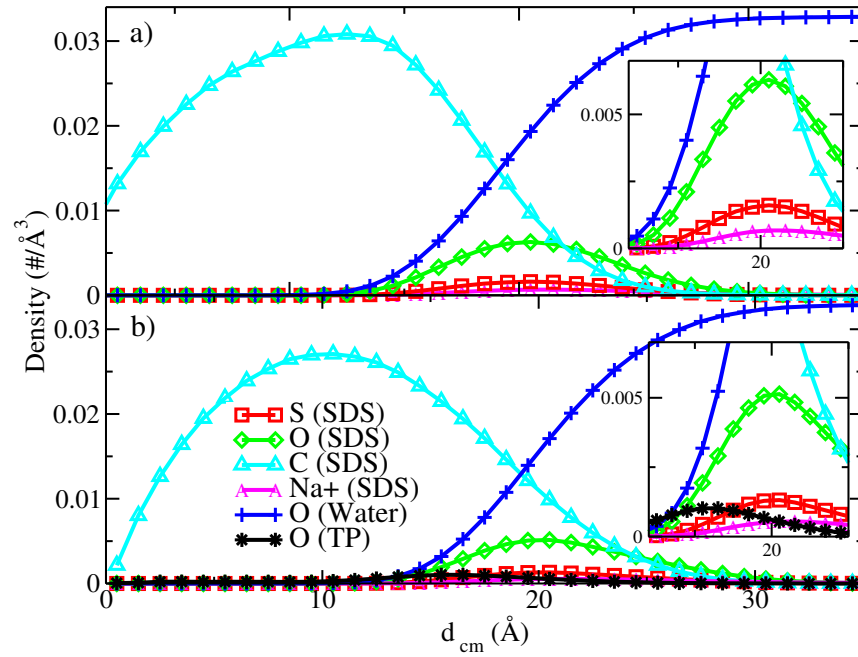 0.03
0.02
0.01
0
a)
0.005
0
20
Density (#/Å³)
0.03
0.02
0.01
0
b)
S (SDS)
O (SDS)
C (SDS)
Na+ (SDS)
O (Water)
O (TP)
0.005
0
20
0
10
20
30
d cm (Å)